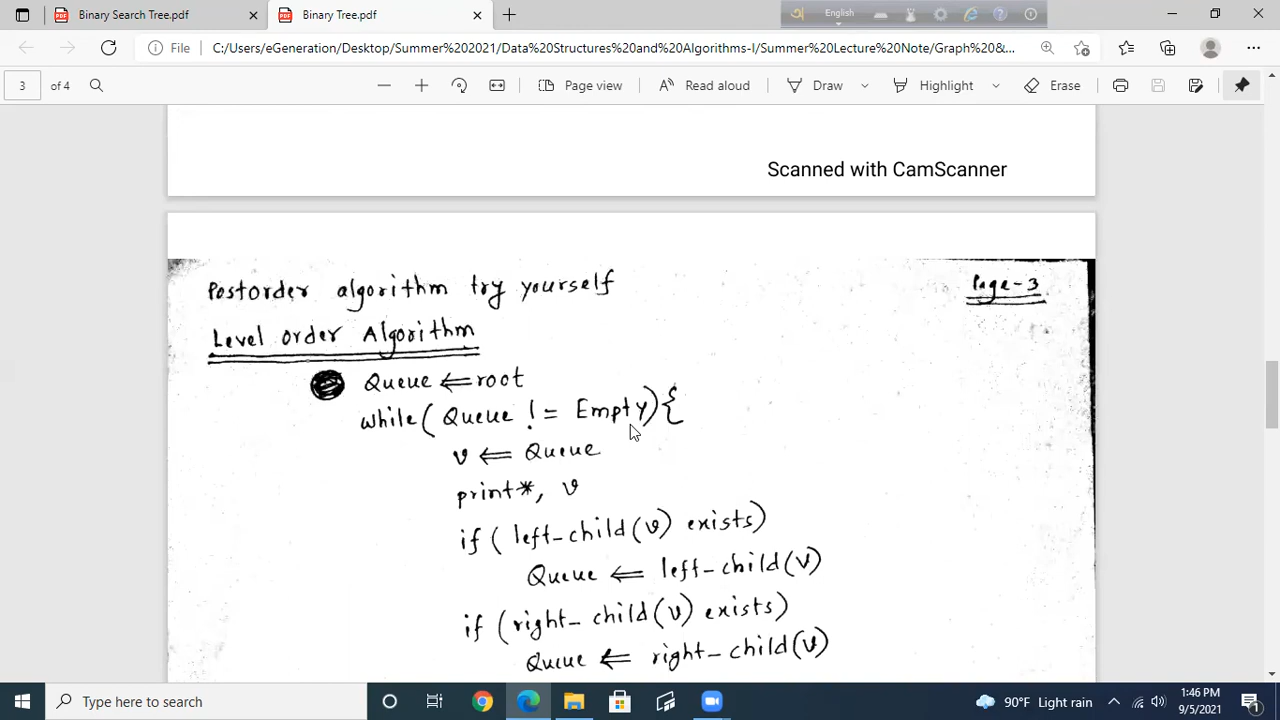 Binary Search Tree.pdf
Binary Tree.pdf
English
File
C:/Users/eGeneration/Desktop/Summer%202021/Data%20Structures%20and%20Algorithms-I/Summer%20Lecture%20Note/Graph%20&...
3 of 4
Page view
Read aloud
Draw
Highlight
Erase
Scanned with CamScanner
Postorder algorithm try yourself
Page-3
Level order Algorithm
Queue ⇐ root
while(Queue != Empty){
v ⇐ Queue
print*, v
if (left-child(v) exists)
Queue ⇐ left-child(v)
if (right-child(v) exists)
Queue ⇐ right-child(v)
Type here to search
90°F Light rain
1:46 PM
9/5/2021